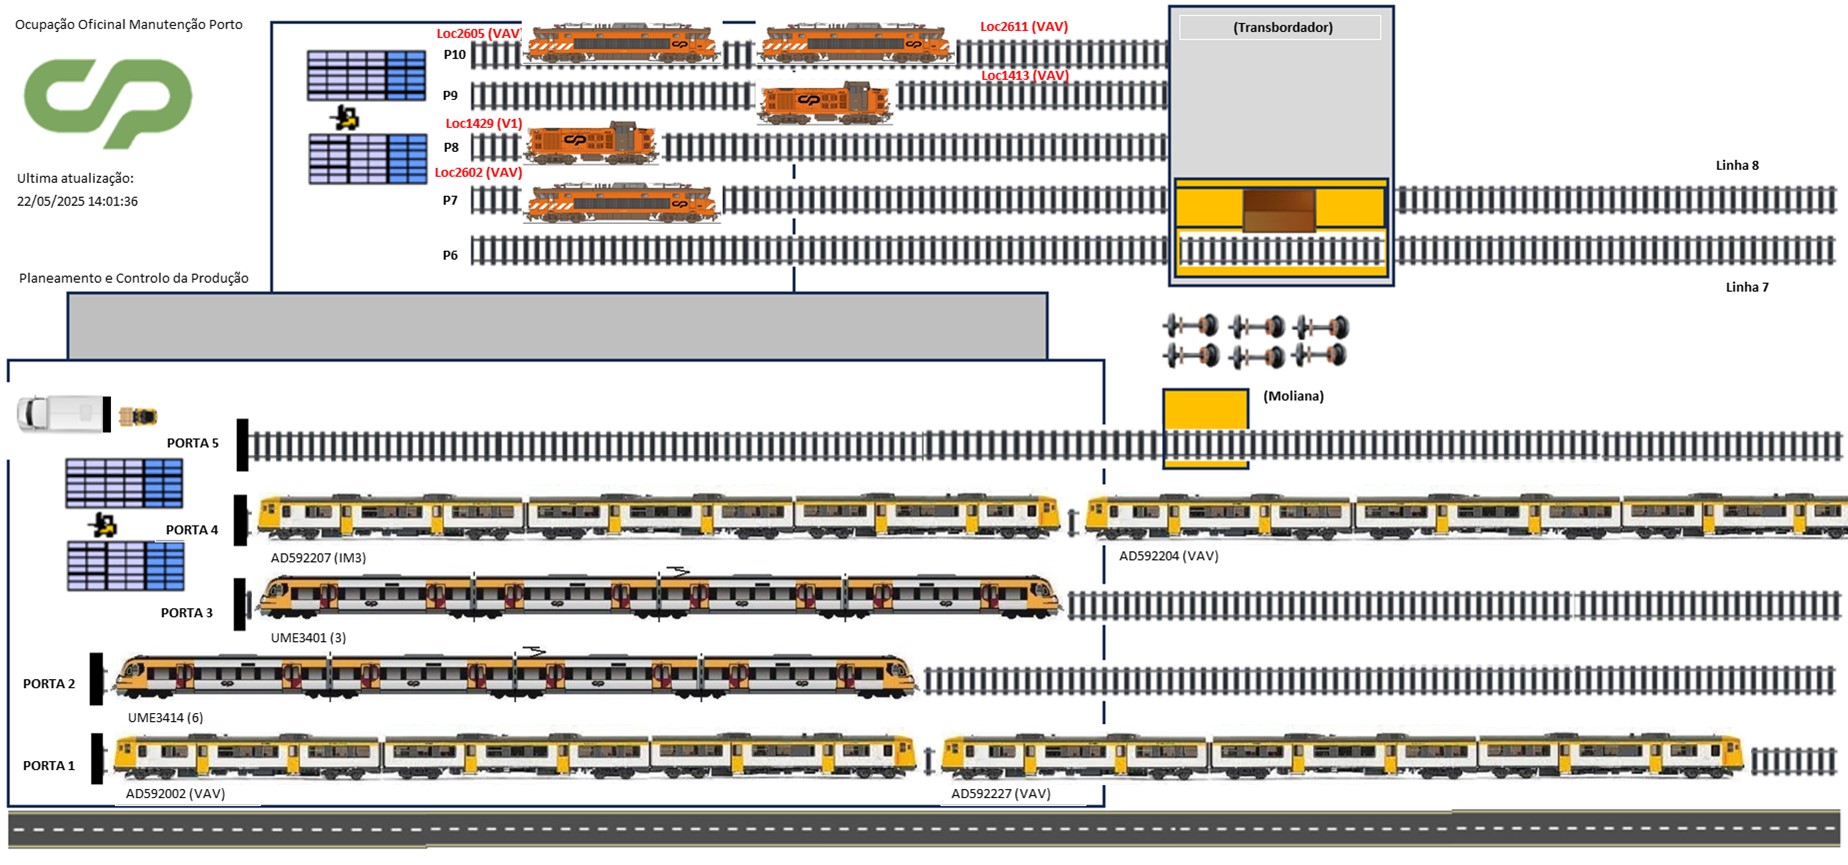 Ocupação Oficinal Manutenção Porto
Ultima atualização:
22/05/2025 14:01:36
Planeamento e Controlo da Produção
Loc2605 (VAV)
Loc2611 (VAV)
P10
Loc1413 (VAV)
P9
Loc1429 (V1)
P8
Loc2602 (VAV)
P7
P6
(Transbordador)
Linha 8
Linha 7
(Moliana)
PORTA 5
PORTA 4
AD592207 (IM3)
AD592204 (VAV)
PORTA 3
UME3401 (3)
PORTA 2
UME3414 (6)
PORTA 1
AD592002 (VAV)
AD592227 (VAV)